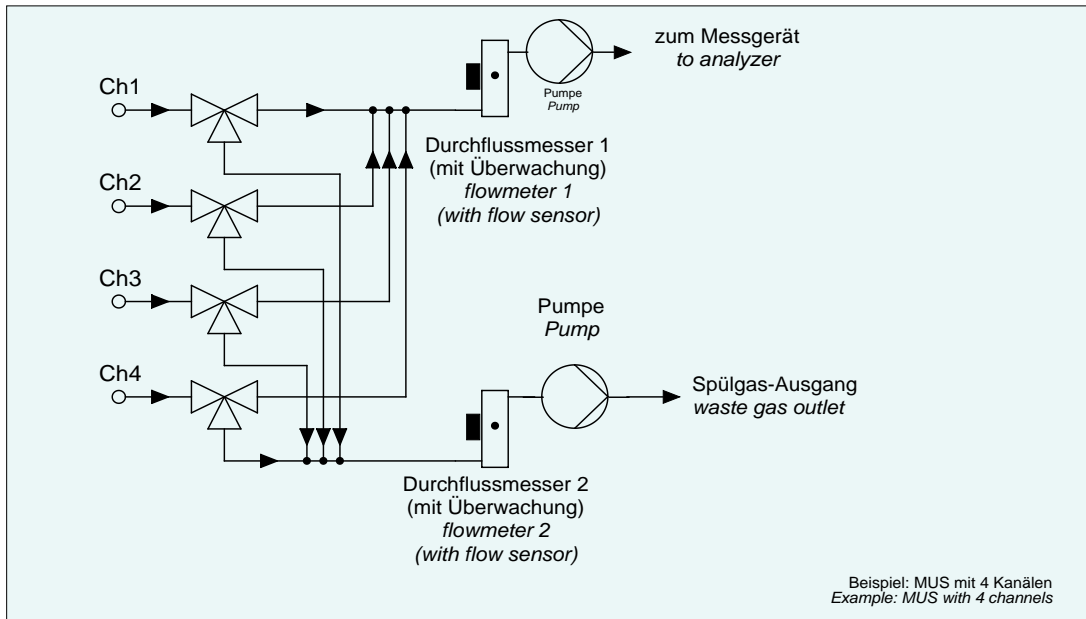 zum Messgerät
to analyzer
Ch1
Pumpe
Pump
Durchflussmesser 1
(mit Überwachung)
flowmeter 1
(with flow sensor)
Ch2
Ch3
Pumpe
Pump
Ch4
Spülgas-Ausgang
waste gas outlet
Durchflussmesser 2
(mit Überwachung)
flowmeter 2
(with flow sensor)
Beispiel: MUS mit 4 Kanälen
Example: MUS with 4 channels